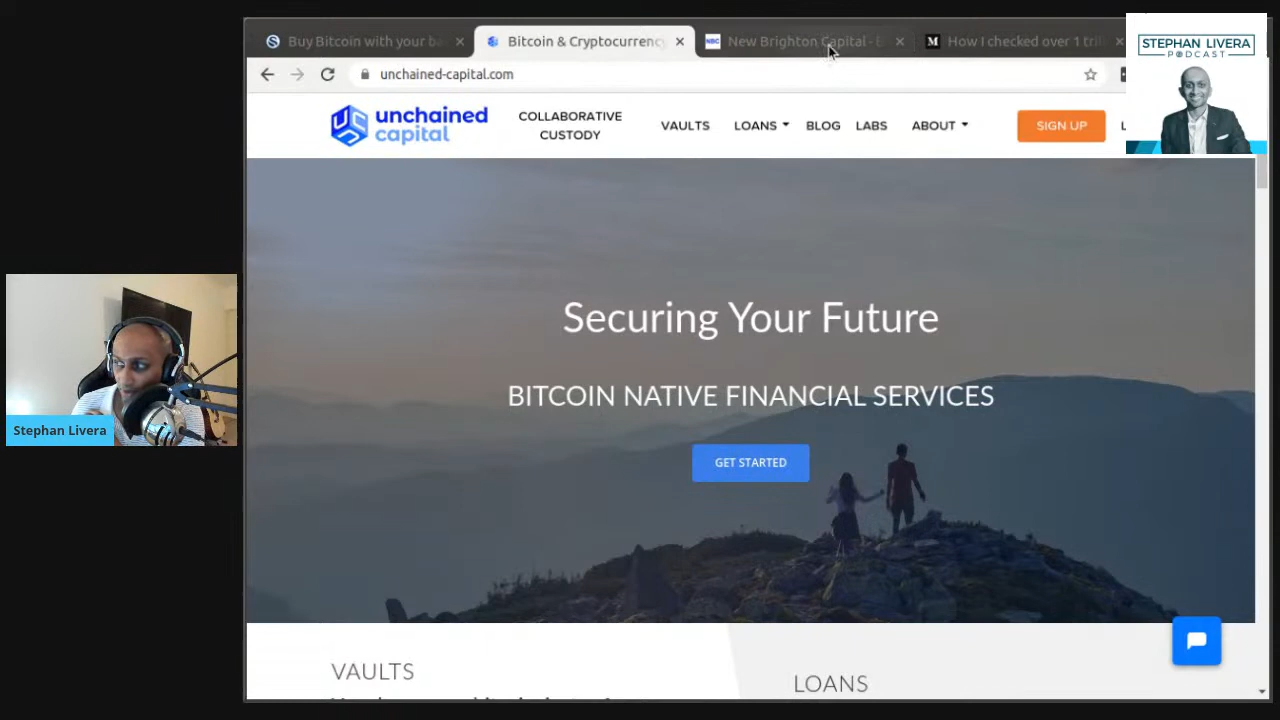 Buy Bitcoin with your ba
Bitcoin & Cryptocurrency
NBC
New Brighton Capital - B
M
How I checked over 1 tril
unchained-capital.com
STEPHAN LIVERA
PODCAST
unchained
capital
COLLABORATIVE
CUSTODY
VAULTS
LOANS
BLOG
LABS
ABOUT
SIGN UP
L
Securing Your Future
BITCOIN NATIVE FINANCIAL SERVICES
GET STARTED
Stephan Livera
VAULTS
LOANS